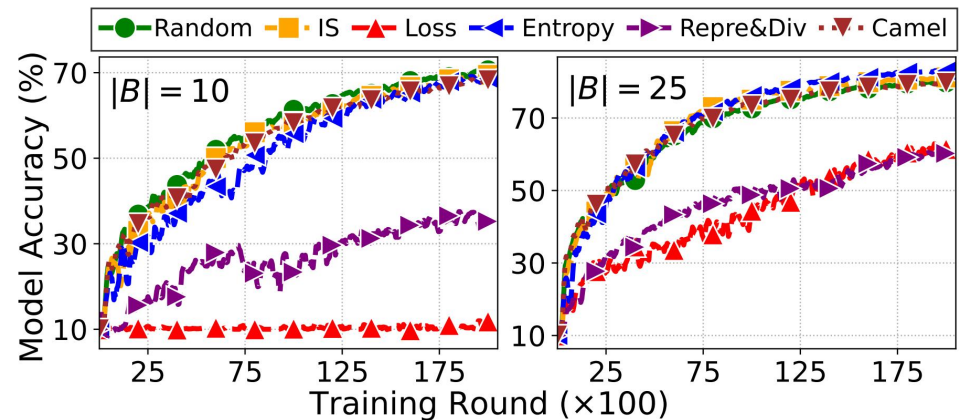 Random IS Loss Entropy Repre&Div Camel
Model Accuracy (%)
|B| = 10
70
50
30
10
25 75 125 175
|B| = 25
70
50
30
10
25 75 125 175
Training Round (×100)